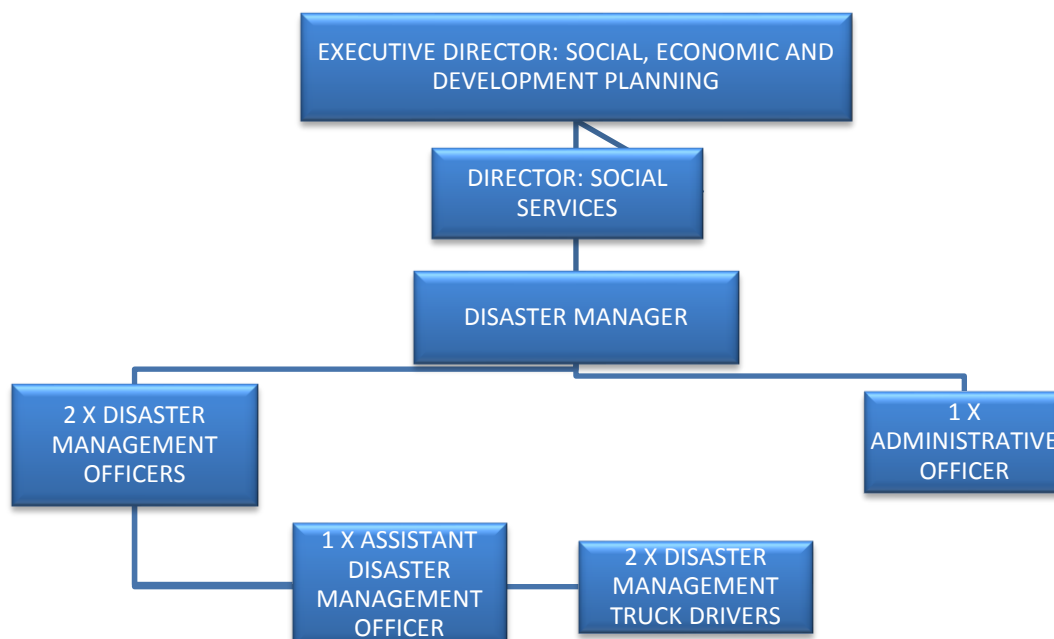 EXECUTIVE DIRECTOR: SOCIAL, ECONOMIC AND
DEVELOPMENT PLANNING
DIRECTOR: SOCIAL
SERVICES
DISASTER MANAGER
2 X DISASTER
MANAGEMENT
OFFICERS
1 X
ADMINISTRATIVE
OFFICER
1 X ASSISTANT
DISASTER
MANAGEMENT
OFFICER
2 X DISASTER
MANAGEMENT
TRUCK DRIVERS